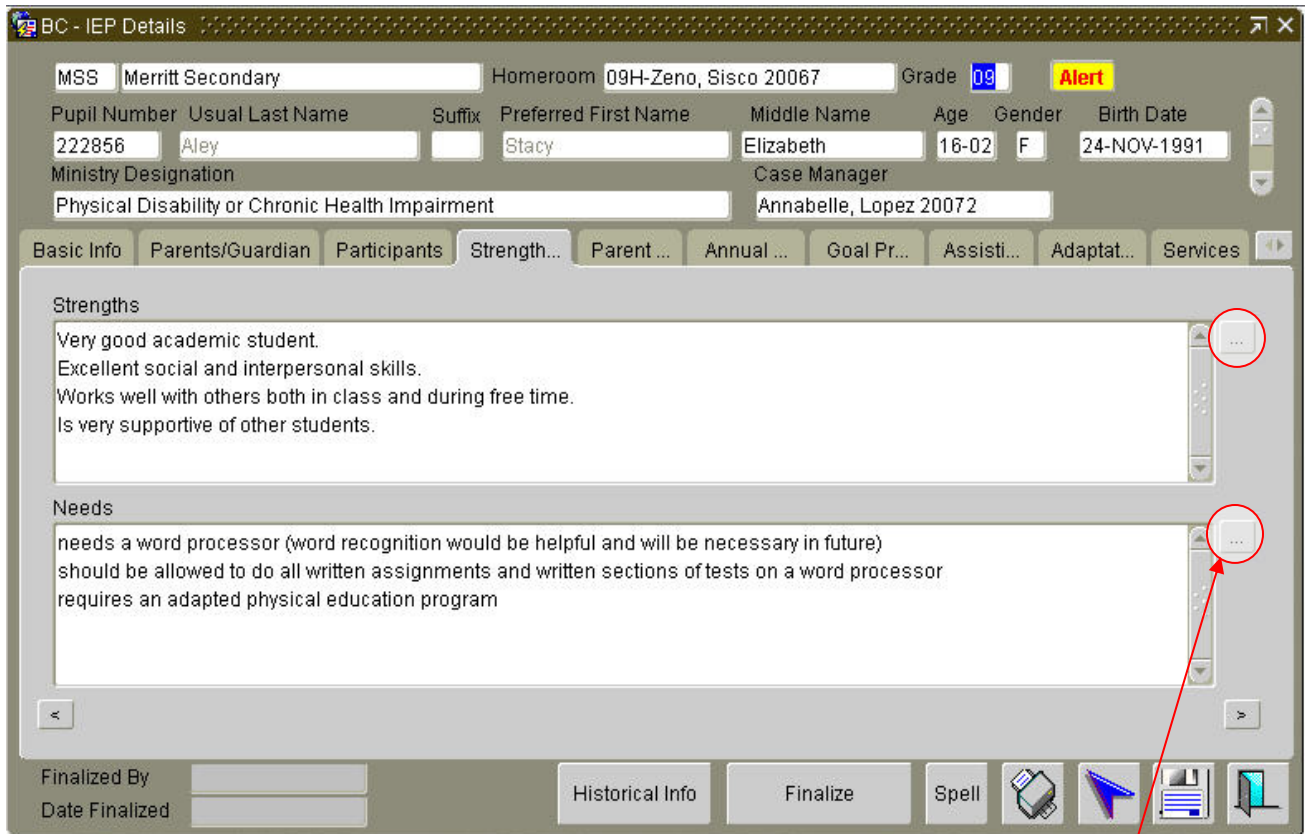 BC - IEP Details
MSS Merritt Secondary Homeroom 09H-Zeno, Sisco 20067 Grade 09 Alert
Pupil Number Usual Last Name Suffix Preferred First Name Middle Name Age Gender Birth Date
222856 Aley Stacy Elizabeth 16-02 F 24-NOV-1991
Ministry Designation Case Manager
Physical Disability or Chronic Health Impairment Annabelle, Lopez 20072
Basic Info Parents/Guardian Participants Strength... Parent ... Annual ... Goal Pr... Assisti... Adaptat... Services
Strengths
Very good academic student. ...
Excellent social and interpersonal skills.
Works well with others both in class and during free time.
Is very supportive of other students.
Needs
needs a word processor (word recognition would be helpful and will be necessary in future) ...
should be allowed to do all written assignments and written sections of tests on a word processor
requires an adapted physical education program
< >
Finalized By
Historical Info Finalize Spell
Date Finalized